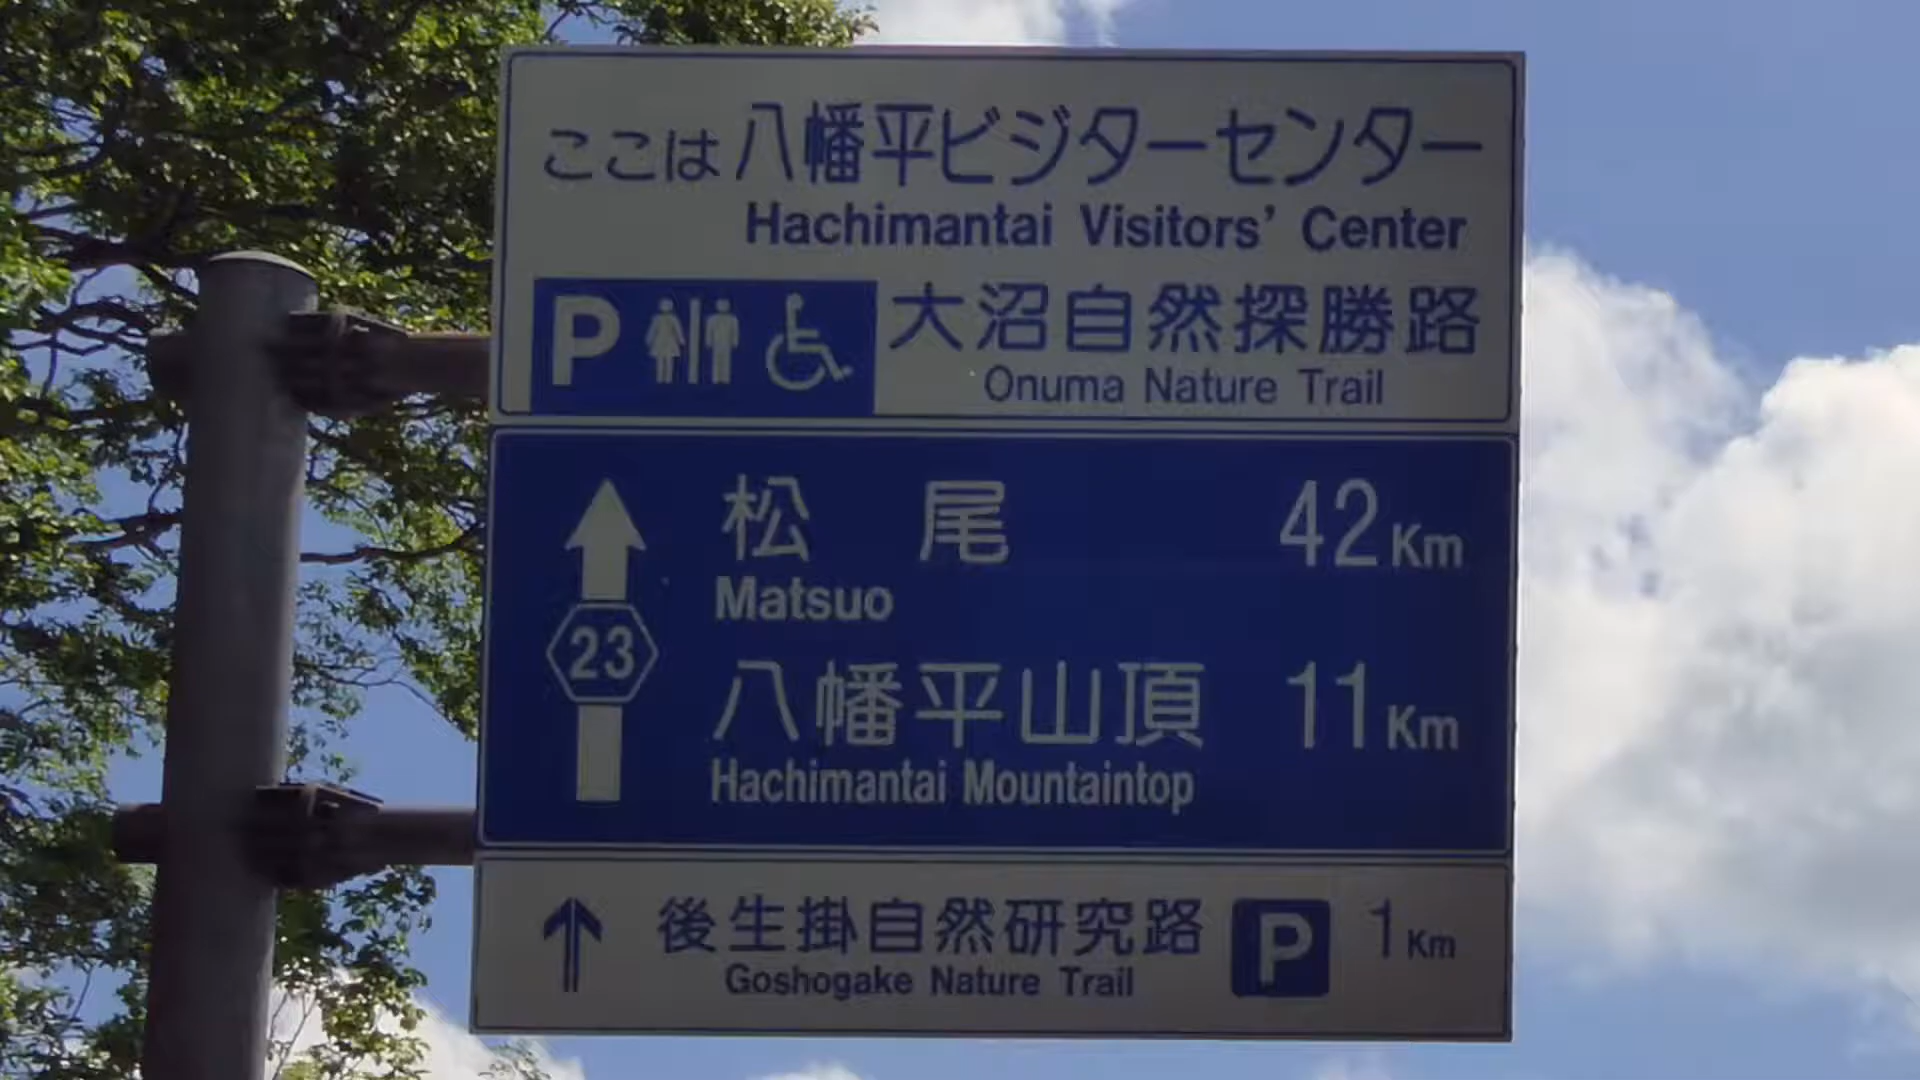 ここは八幡平ビジターセンター
Hachimantai Visitors’ Center
P 大沼自然探勝路
Onuma Nature Trail
松 尾 42Km
Matsuo
23
八幡平山頂 11Km
Hachimantai Mountaintop
後生掛自然研究路 P 1Km
Goshogake Nature Trail